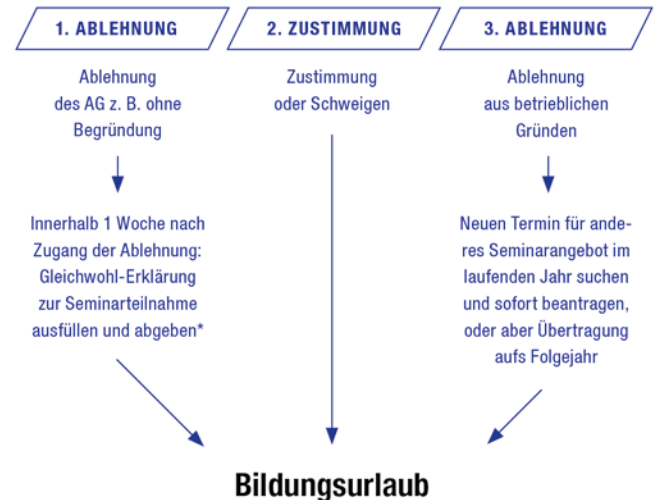 1. ABLEHNUNG
Ablehnung
des AG z. B. ohne
Begründung
Innerhalb 1 Woche nach
Zugang der Ablehnung:
Gleichwohl-Erklärung
zur Seminarteilnahme
ausfüllen und abgeben*
2. ZUSTIMMUNG
Zustimmung
oder Schweigen
3. ABLEHNUNG
Ablehnung
aus betrieblichen
Gründen
Neuen Termin für ande-
res Seminarangebot im
laufenden Jahr suchen
und sofort beantragen,
oder aber Übertragung
aufs Folgejahr
Bildungsurlaub